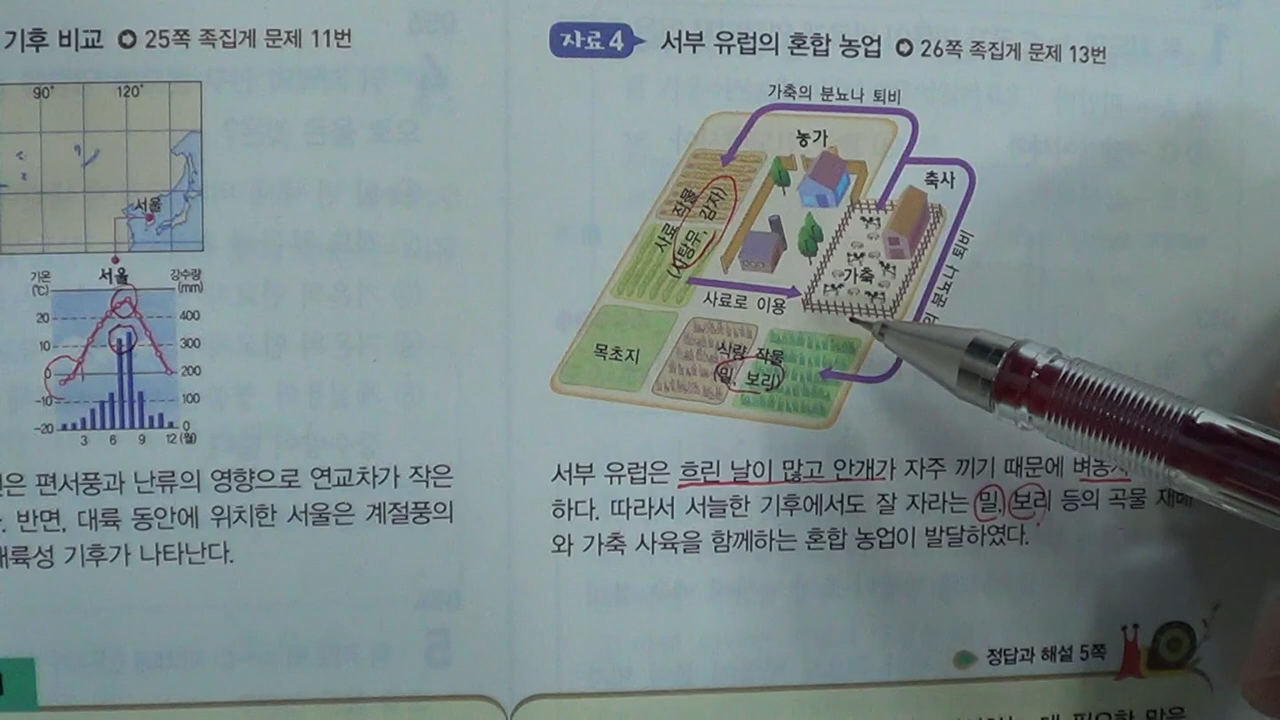 기후 비교 25쪽 족집게 문제 11번
90° 120°
서울
서울
기온 (℃)
강수량 (mm)
20 400
10 300
0 200
-10 100
-20 0
3 6 9 12 (월)
편서풍과 난류의 영향으로 연교차가 작은
반면, 대륙 동안에 위치한 서울은 계절풍의
대륙성 기후가 나타난다.
자료 4 서부 유럽의 혼합 농업 26쪽 족집게 문제 13번
가축의 분뇨나 퇴비
농가
축사
사료 작물
(사탕무, 감자)
가축
분뇨나 퇴비
사료로 이용
목초지
식량 작물
(밀, 보리)
서부 유럽은 흐린 날이 많고 안개가 자주 끼기 때문에
하다. 따라서 서늘한 기후에서도 잘 자라는 밀, 보리 등의 곡물 재배
와 가축 사육을 함께하는 혼합 농업이 발달하였다.
정답과 해설 5쪽
데 필요한 말을